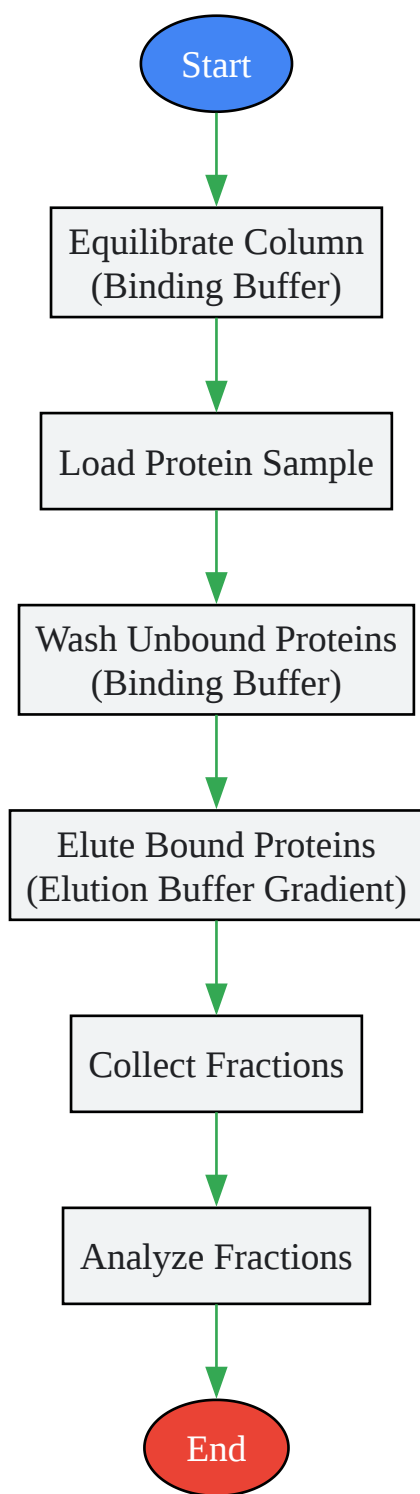 Start
Equilibrate Column
(Binding Buffer)
Load Protein Sample
Wash Unbound Proteins
(Binding Buffer)
Elute Bound Proteins
(Elution Buffer Gradient)
Collect Fractions
Analyze Fractions
End